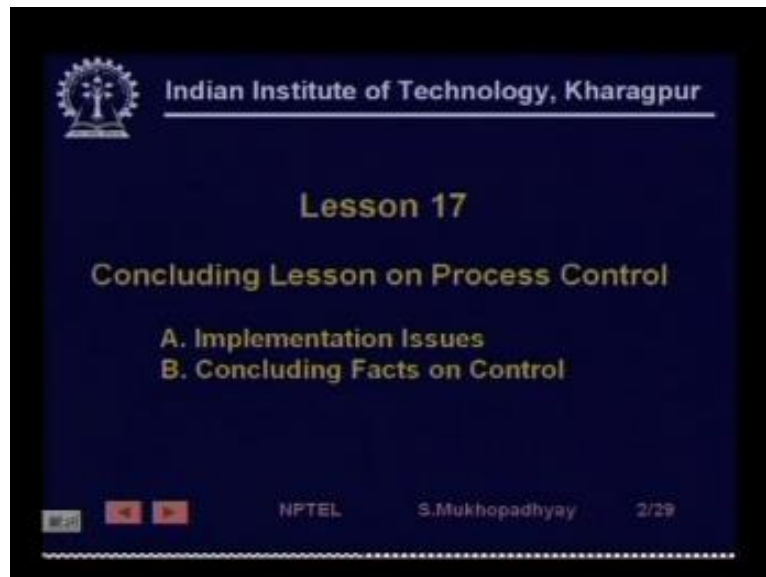 Indian Institute of Technology, Kharagpur
Lesson 17
Concluding Lesson on Process Control
A. Implementation Issues
B. Concluding Facts on Control
NPTEL S.Mukhopadhyay 2/29